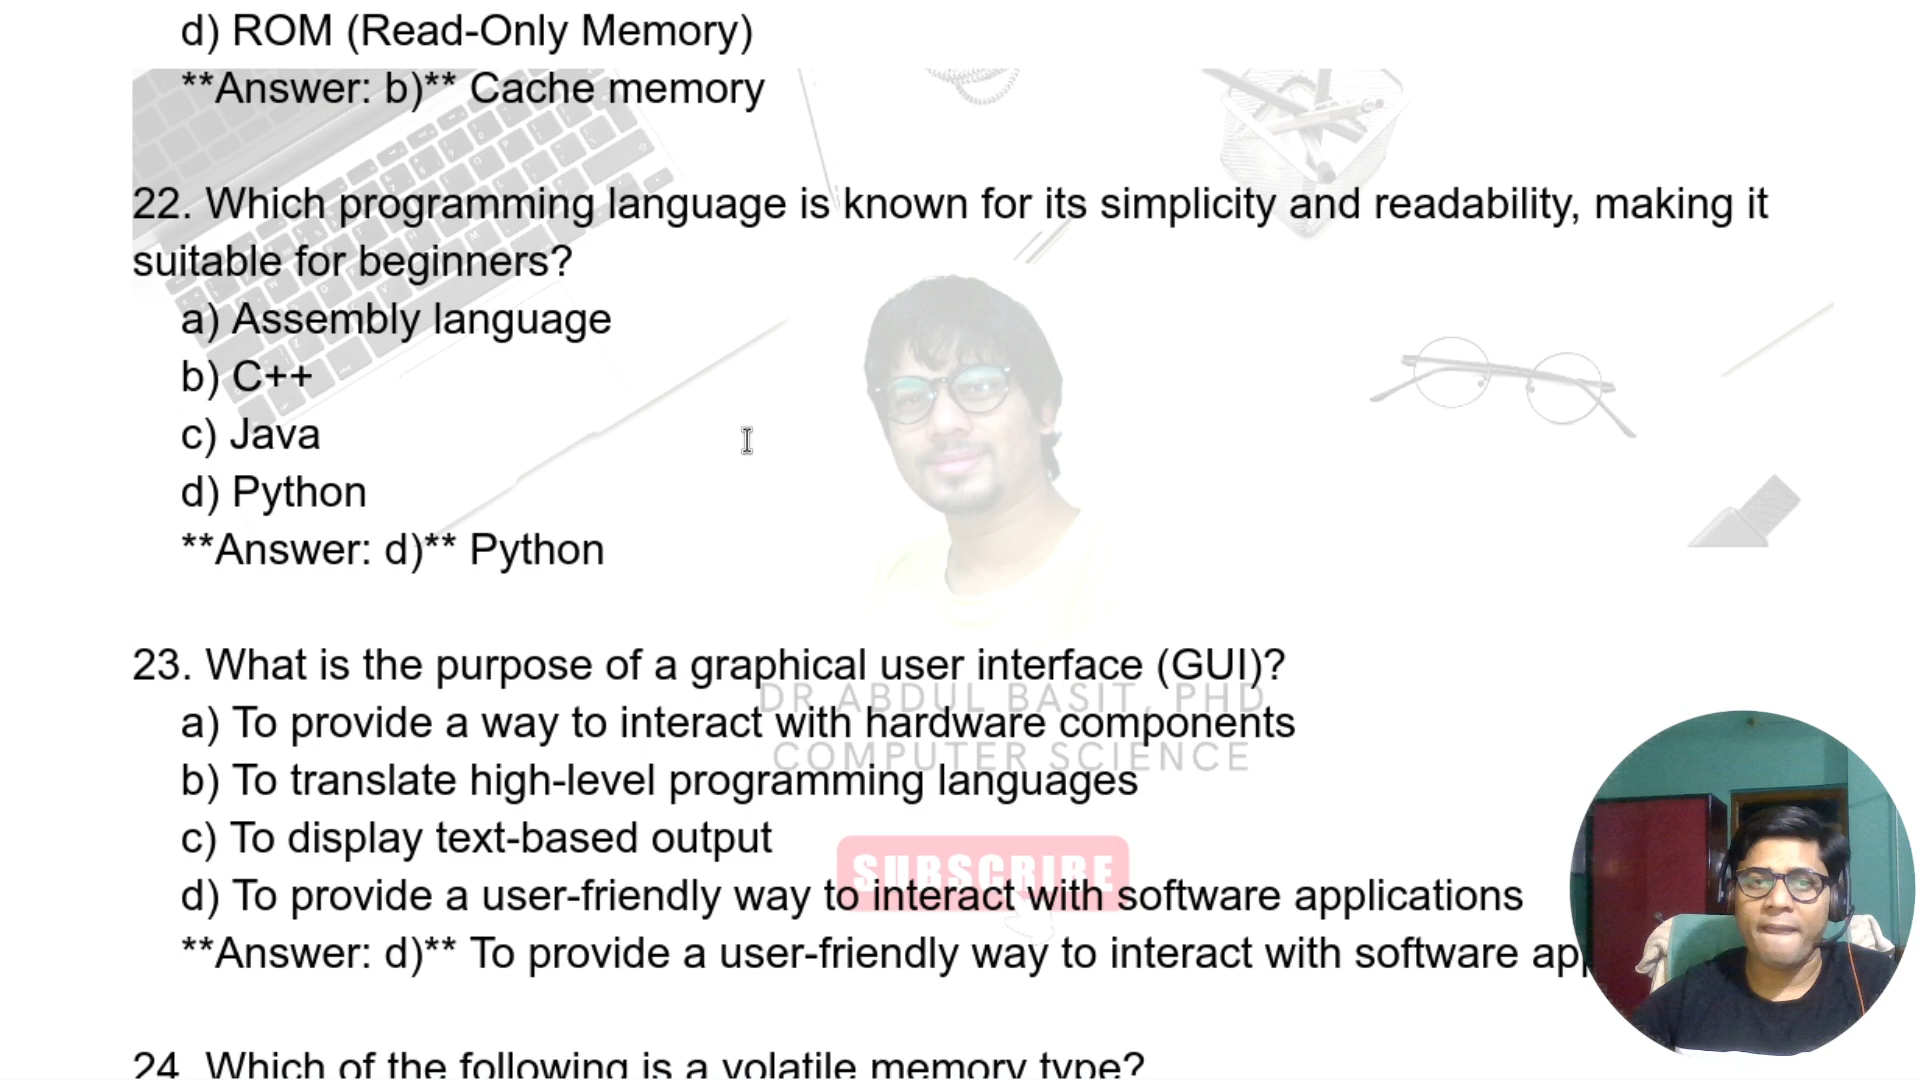 d) ROM (Read-Only Memory)
**Answer: b)** Cache memory
22. Which programming language is known for its simplicity and readability, making it
suitable for beginners?
a) Assembly language
b) C++
c) Java
d) Python
**Answer: d)** Python
23. What is the purpose of a graphical user interface (GUI)?
DR ABDUL BASIT, PHD
a) To provide a way to interact with hardware components
COMPUTER SCIENCE
b) To translate high-level programming languages
c) To display text-based output
SUBSCRIBE
d) To provide a user-friendly way to interact with software applications
**Answer: d)** To provide a user-friendly way to interact with software app
24. Which of the following is a volatile memory type?